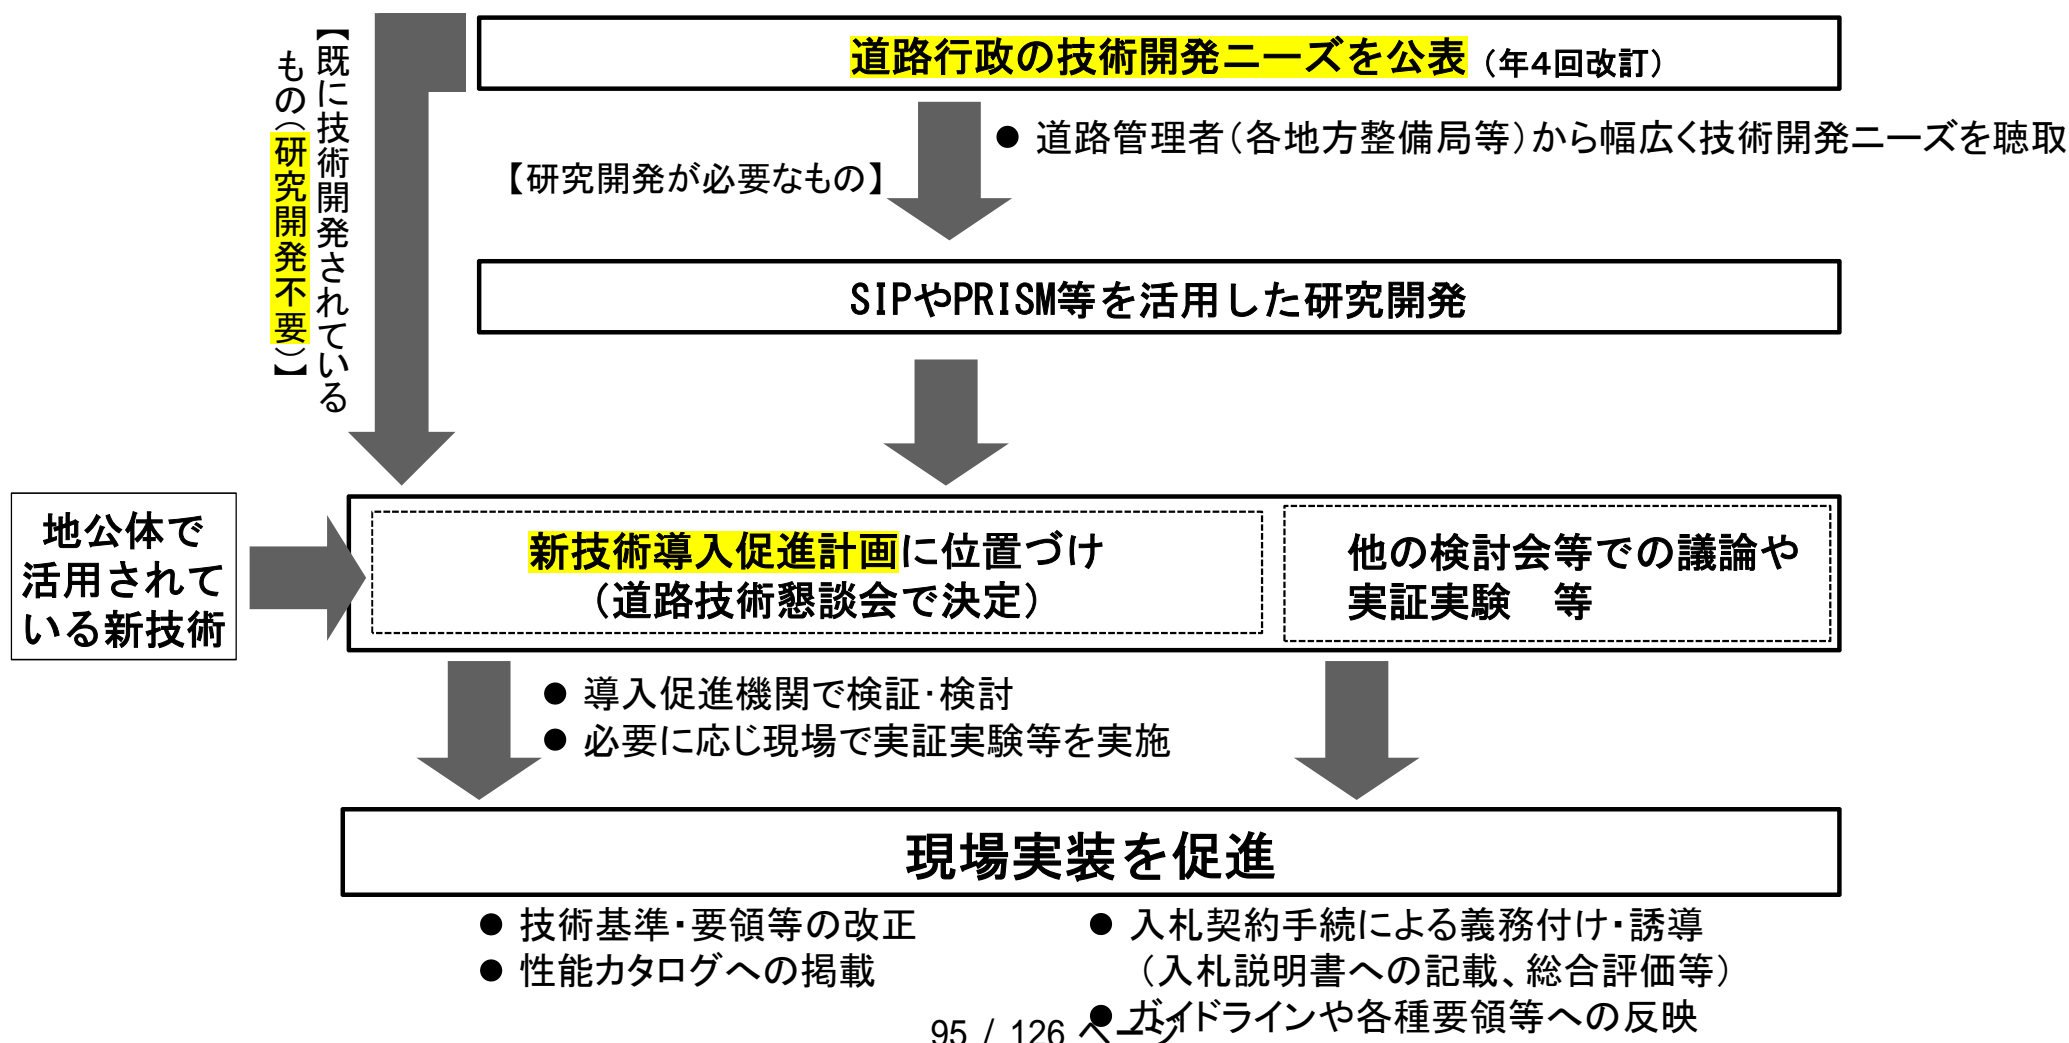 道路行政の技術開発ニーズを公表（年4回改訂）
【既に技術開発されている
もの（研究開発不要）】
● 道路管理者（各地方整備局等）から幅広く技術開発ニーズを聴取
【研究開発が必要なもの】
SIPやPRISM等を活用した研究開発
地公体で
活用されて
いる新技術
新技術導入促進計画に位置づけ
（道路技術懇談会で決定）
他の検討会等での議論や
実証実験　等
● 導入促進機関で検証･検討
● 必要に応じ現場で実証実験等を実施
現場実装を促進
● 技術基準・要領等の改正
● 性能カタログへの掲載
● 入札契約手続による義務付け・誘導
（入札説明書への記載、総合評価等）
● ガイドラインや各種要領等への反映
95 / 126 ページ